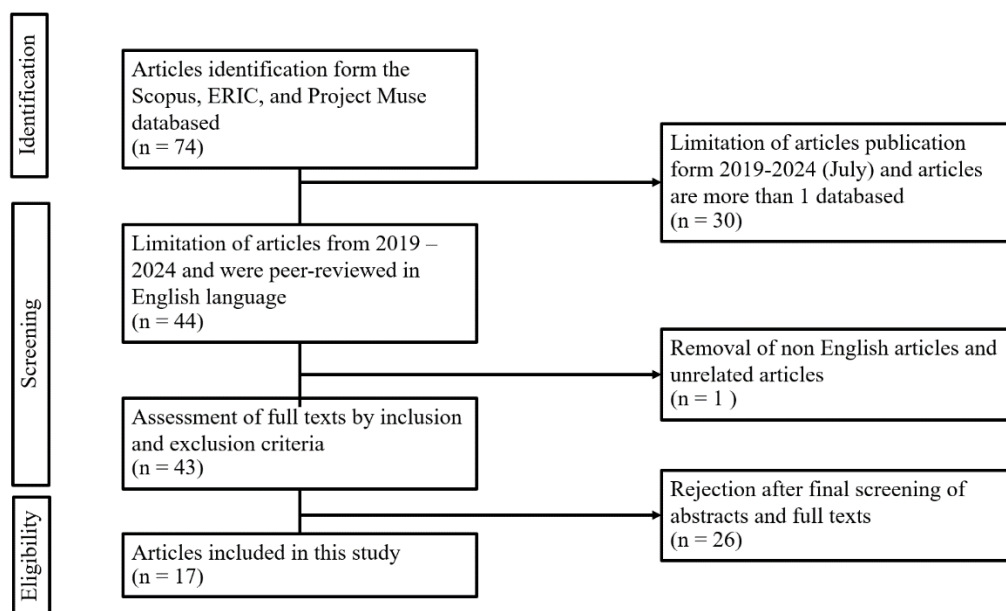 Identification
Articles identification form the
Scopus, ERIC, and Project Muse
databased
(n = 74)
Limitation of articles publication
form 2019-2024 (July) and articles
are more than 1 databased
(n = 30)
Screening
Limitation of articles from 2019 –
2024 and were peer-reviewed in
English language
(n = 44)
Removal of non English articles and
unrelated articles
(n = 1 )
Assessment of full texts by inclusion
and exclusion criteria
(n = 43)
Eligibility
Rejection after final screening of
abstracts and full texts
(n = 26)
Articles included in this study
(n = 17)